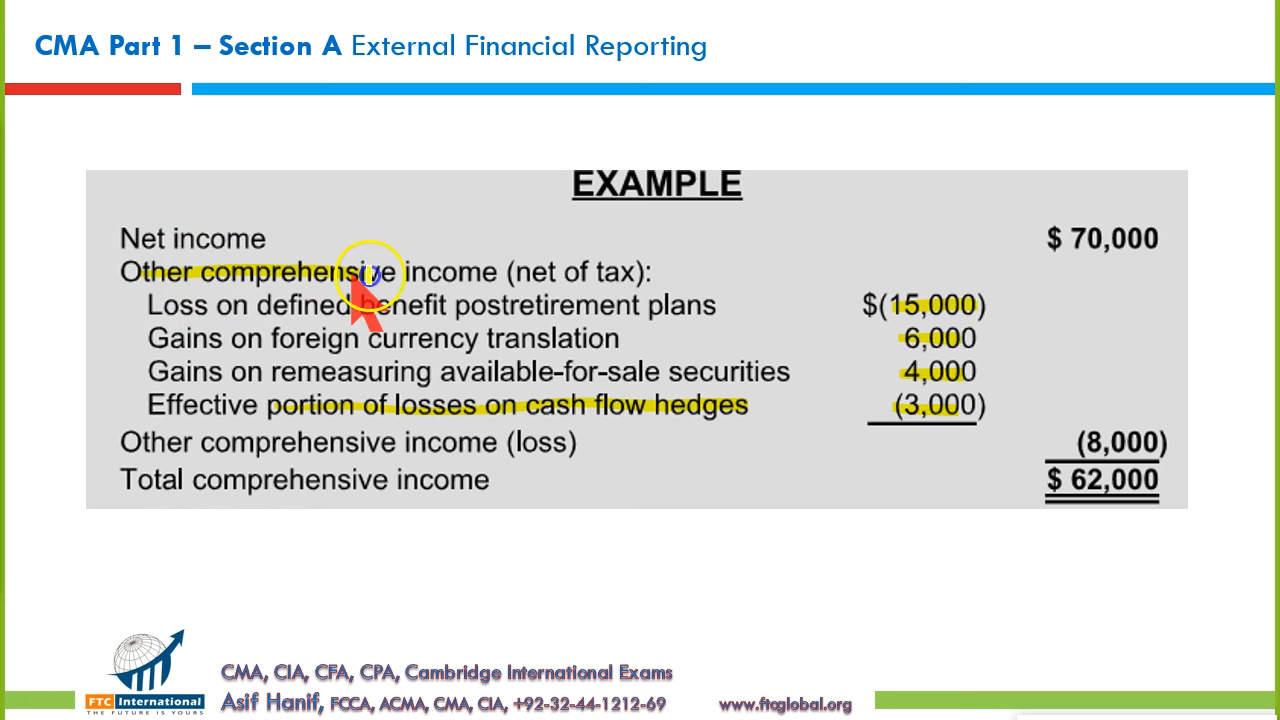 CMA Part 1 – Section A External Financial Reporting
EXAMPLE
Net income $ 70,000
Other comprehensive income (net of tax):
Loss on defined benefit postretirement plans $(15,000)
Gains on foreign currency translation 6,000
Gains on remeasuring available-for-sale securities 4,000
Effective portion of losses on cash flow hedges (3,000)
Other comprehensive income (loss) (8,000)
Total comprehensive income $ 62,000
FTC International
THE FUTURE IS YOURS
CMA, CIA, CFA, CPA, Cambridge International Exams
Asif Hanif, FCCA, ACMA, CMA, CIA, +92-32-44-1212-69 www.ftcglobal.org